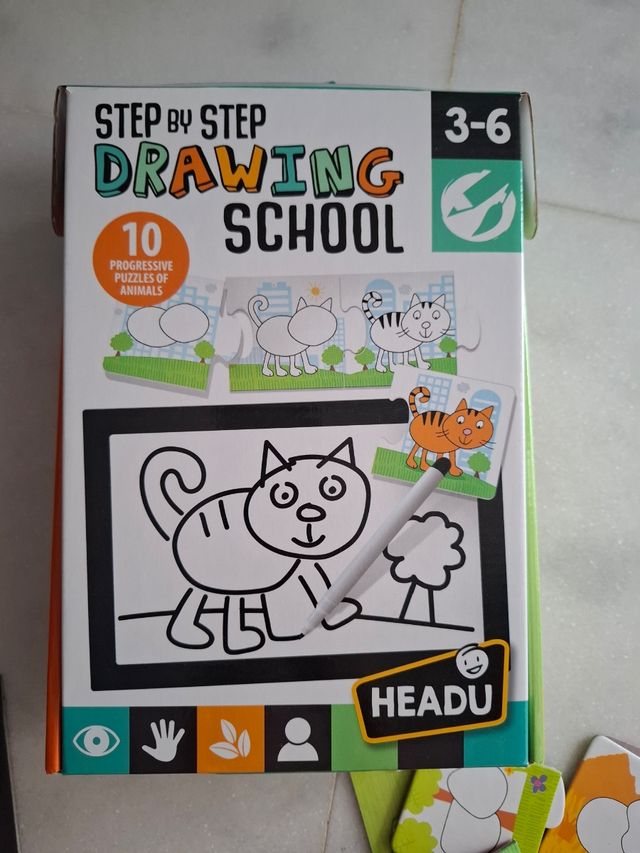 STEP BY STEP
DRAWING
SCHOOL
3-6
10
PROGRESSIVE
PUZZLES OF
ANIMALS
HEADU